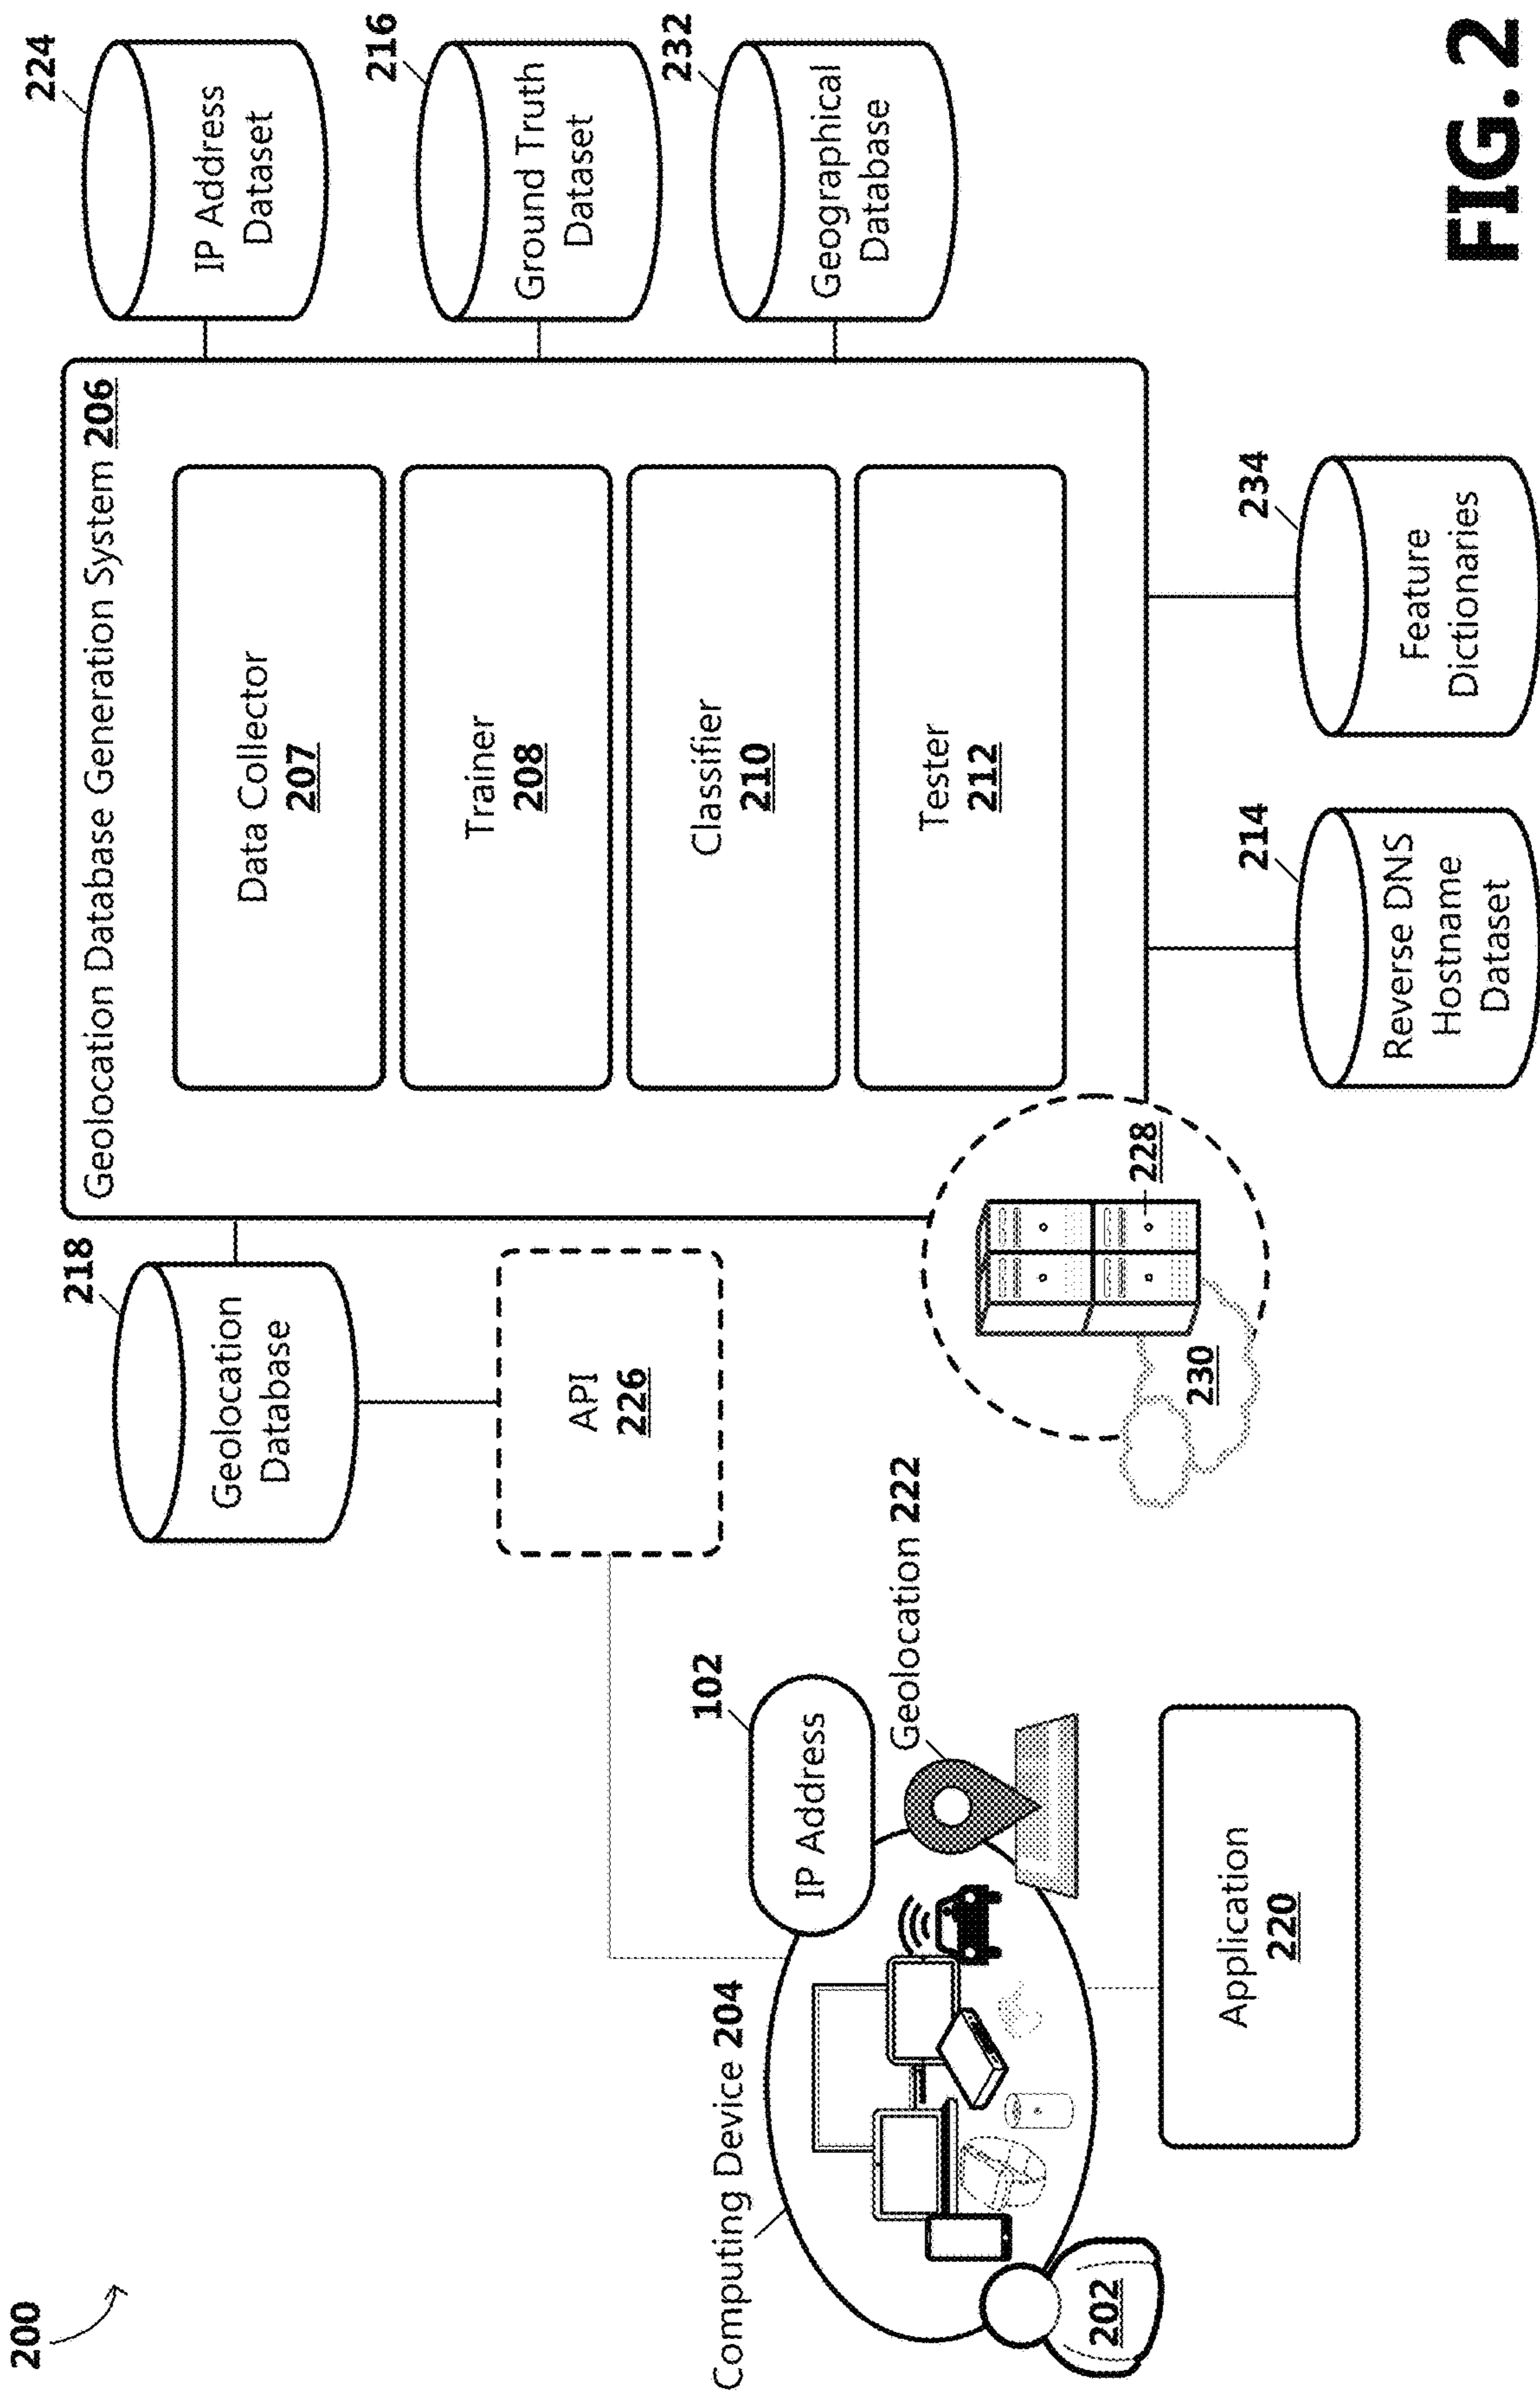 200
Geolocation Database Generation System 206
224
IP Address
Dataset
216
Ground Truth
Dataset
232
Geographical
Database
Data Collector
207
Trainer
208
Classifier
210
Tester
212
218
Geolocation
Database
API
226
228
230
234
Feature
Dictionaries
214
Reverse DNS
Hostname
Dataset
Computing Device 204
102
IP Address
Geolocation 222
202
Application
220
FIG. 2